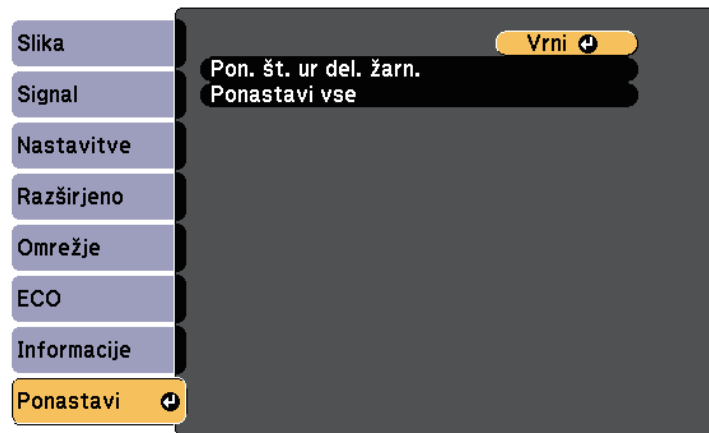 Slika
Signal
Nastavitve
Razširjeno
Omrežje
ECO
Informacije
Ponastavi
Vrni
Pon. št. ur del. žarn.
Ponastavi vse